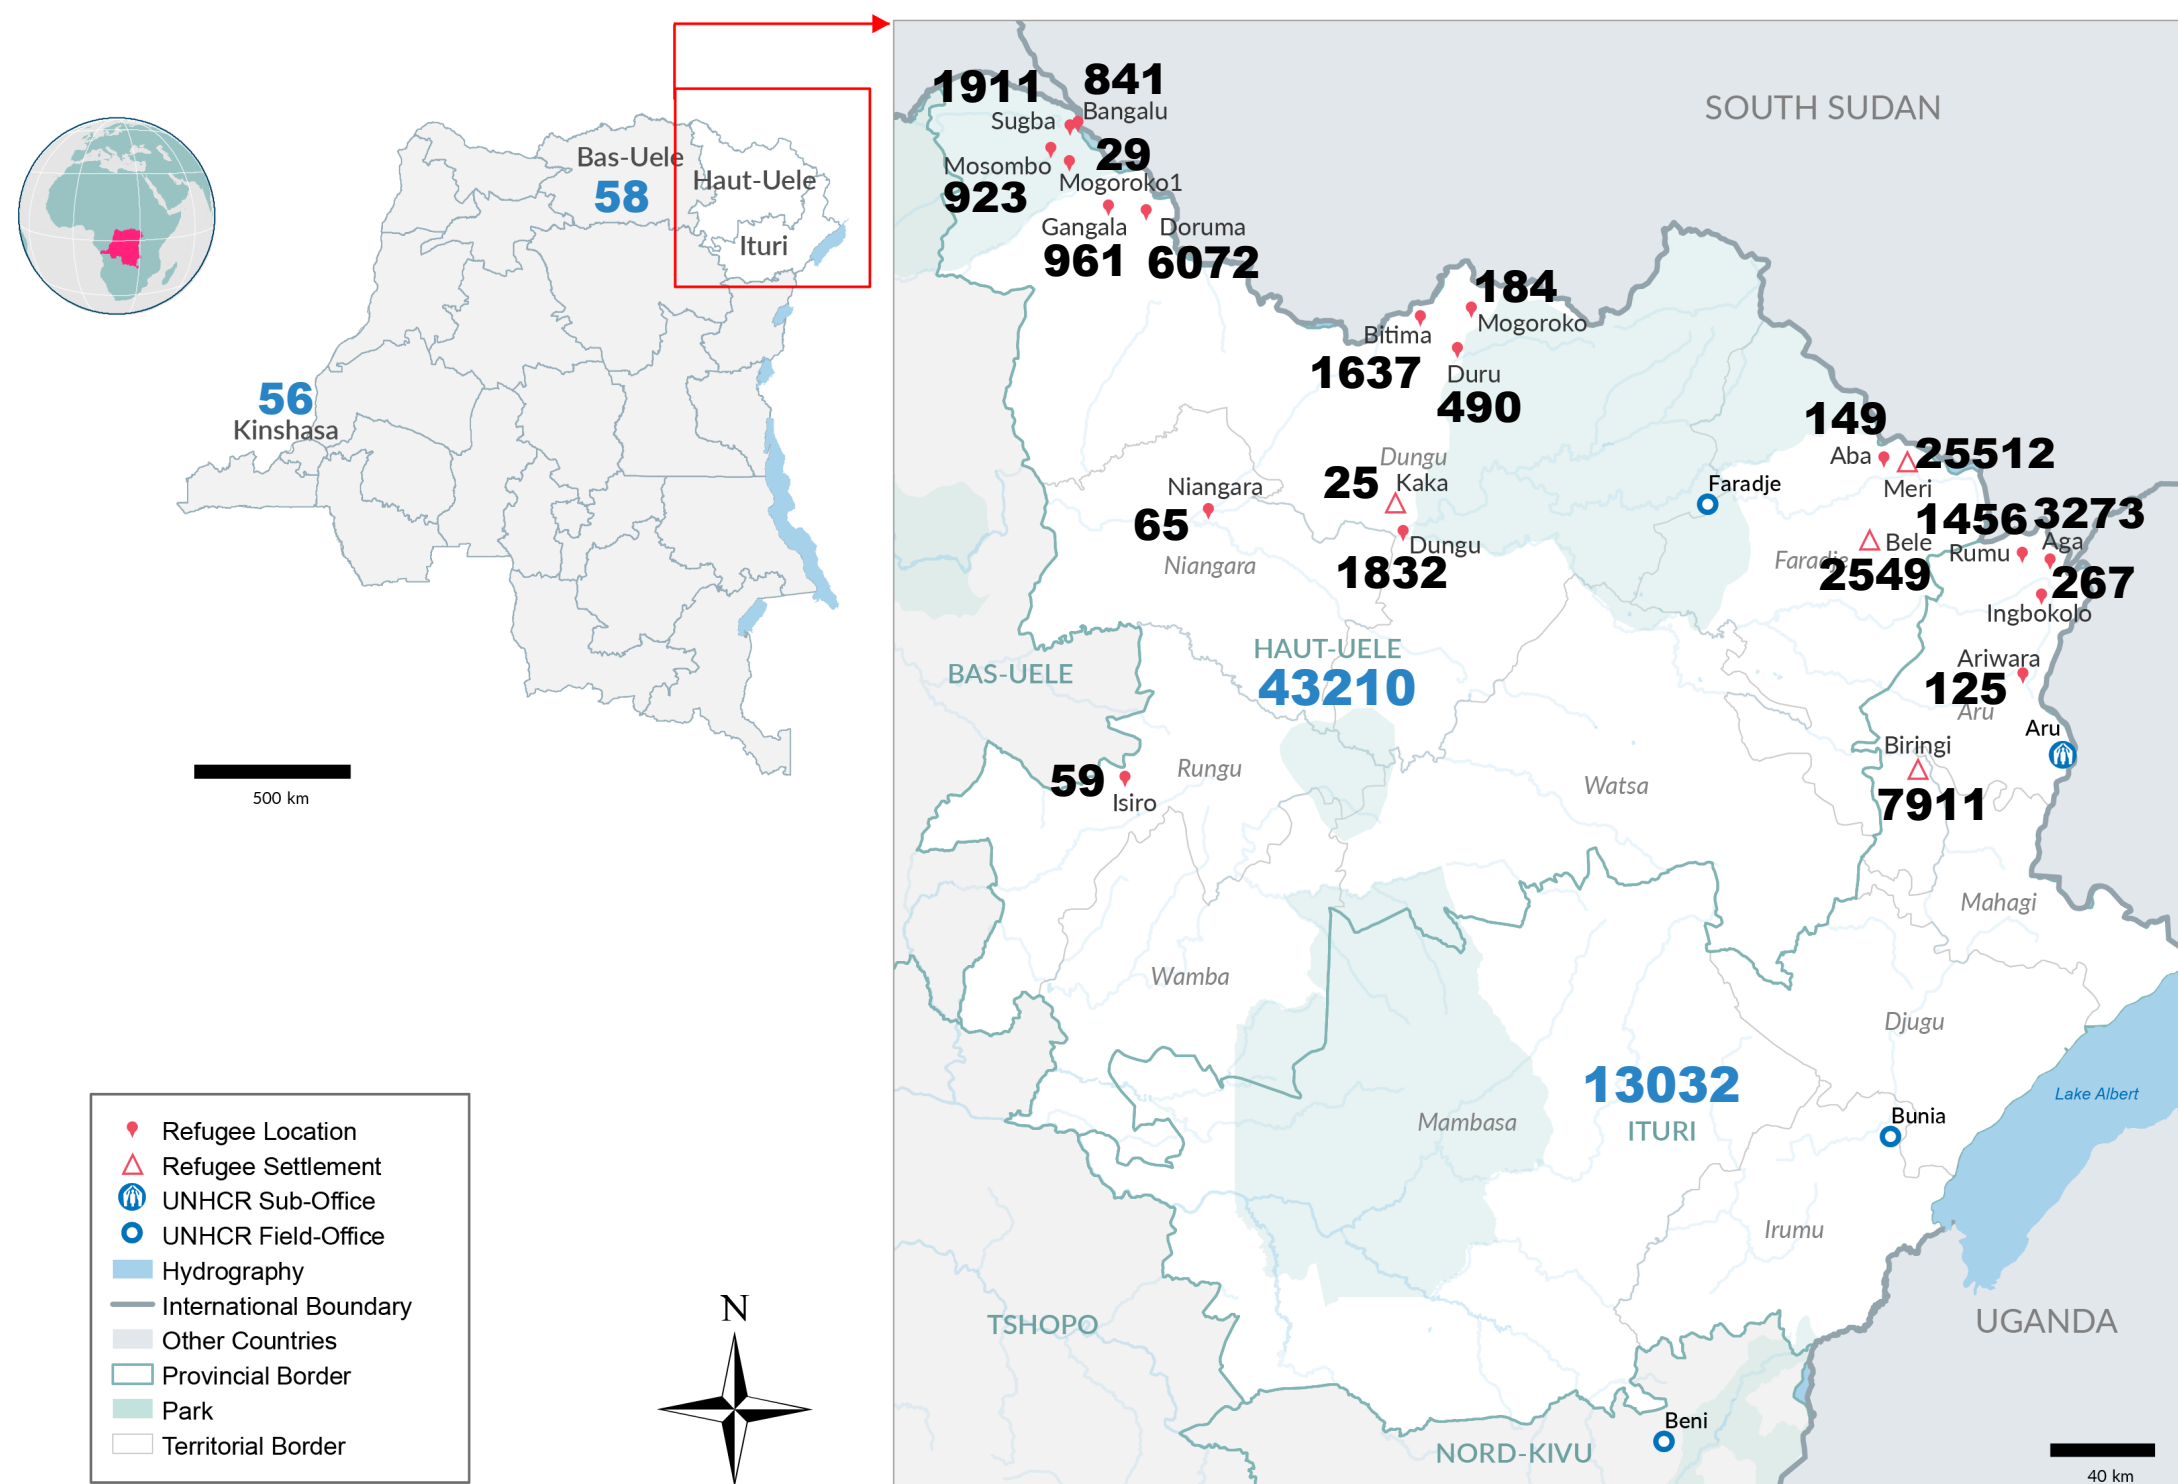 Bas-Uele
58
Haut-Uele
Ituri
56
Kinshasa
500 km
Refugee Location
Refugee Settlement
UNHCR Sub-Office
UNHCR Field-Office
Hydrography
International Boundary
Other Countries
Provincial Border
Park
Territorial Border
N
SOUTH SUDAN
1911
841
Sugba
Bangalu
29
Mosombo
Mogoroko1
923
Gangala
Doruma
961
6072
184
Bitima
Mogoroko
1637
Duru
490
149
Aba
25512
Meri
Dungu
25
Kaka
Niangara
65
Niangara
Dungu
1832
Faradje
1456
3273
Bele
Faradje
2549
Rumu
Aga
267
Ingbokolo
HAUT-UELE
43210
BAS-UELE
Ariwara
125
Aru
Aru
Biringi
7911
59
Isiro
Rungu
Watsa
Mahagi
Wamba
Djugu
13032
ITURI
Mambasa
Lake Albert
Bunia
Irumu
TSHOPO
UGANDA
Beni
NORD-KIVU
40 km